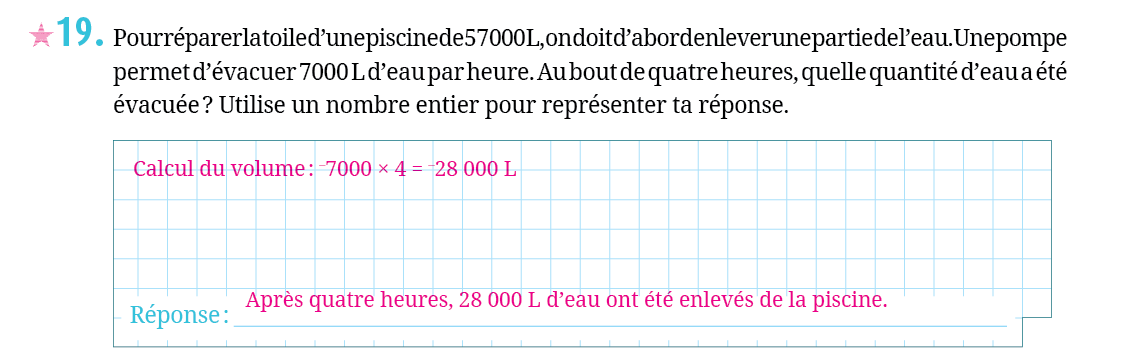 19. Pour réparer la toile d’une piscine de 57000 L, on doit d’abord enlever une partie de l’eau. Une pompe
permet d’évacuer 7000 L d’eau par heure. Au bout de quatre heures, quelle quantité d’eau a été
évacuée ? Utilise un nombre entier pour représenter ta réponse.
Calcul du volume : ⁻7000 × 4 = ⁻28 000 L
Après quatre heures, 28 000 L d’eau ont été enlevés de la piscine.
Réponse :